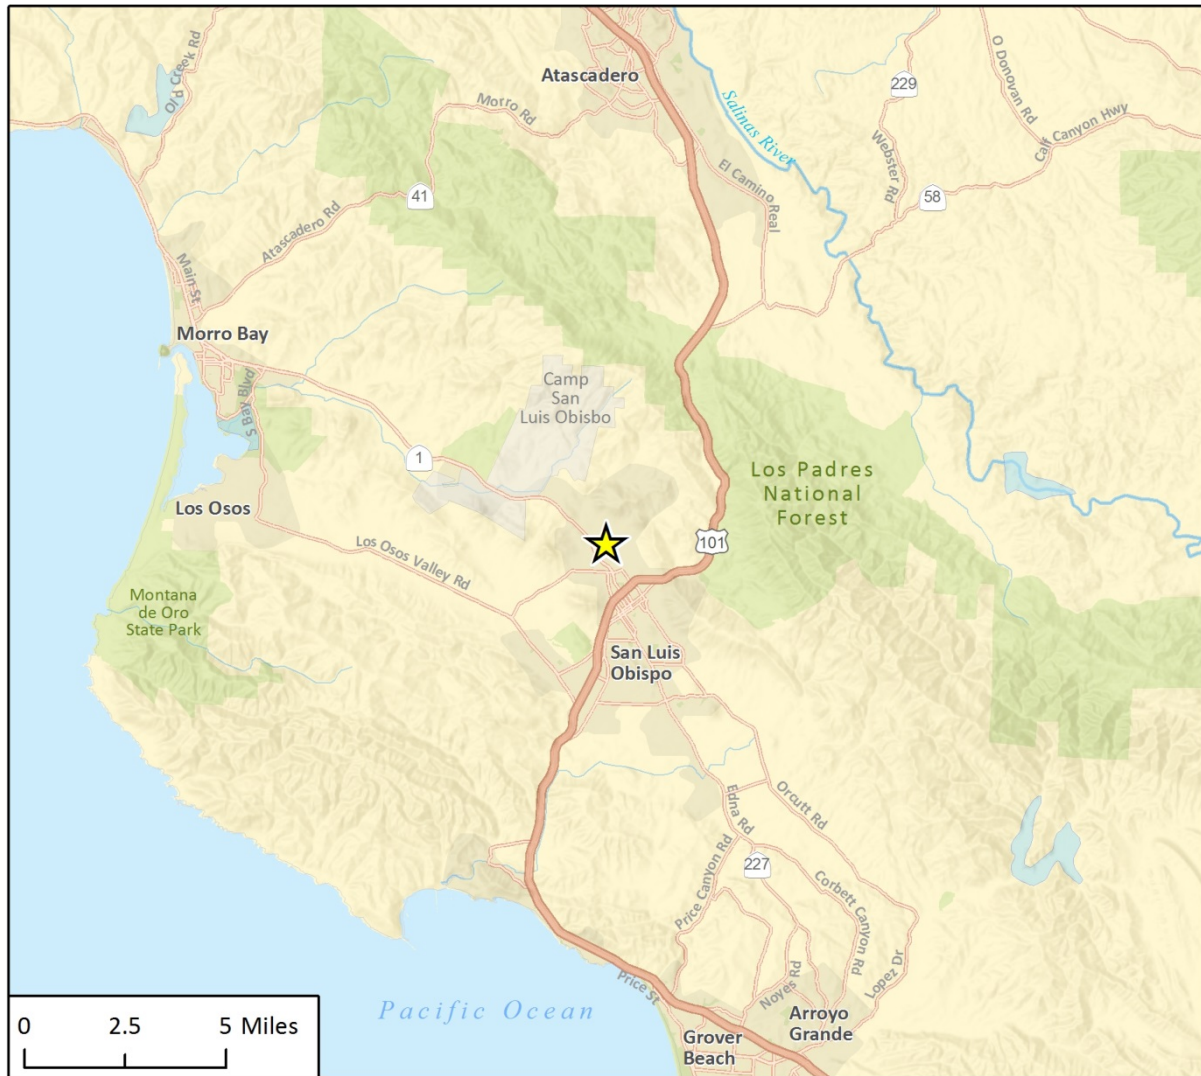 Old Creek Rd
Atascadero
Morro Rd
Salinas River
229
O Donovan Rd
Webster Rd
Calf Canyon Hwy
58
El Camino Real
41
Atascadero Rd
Main St
Morro Bay
S Bay Blvd
Camp
San
Luis Obisbo
1
Los Padres
National
Forest
Los Osos
101
Los Osos Valley Rd
Montana
de Oro
State Park
San Luis
Obispo
Edna Rd
Orcutt Rd
Price Canyon Rd
227
Corbett Canyon Rd
Lopez Dr
Noyes Rd
Price St
Pacific Ocean
Arroyo
Grande
Grover
Beach
0 2.5 5 Miles